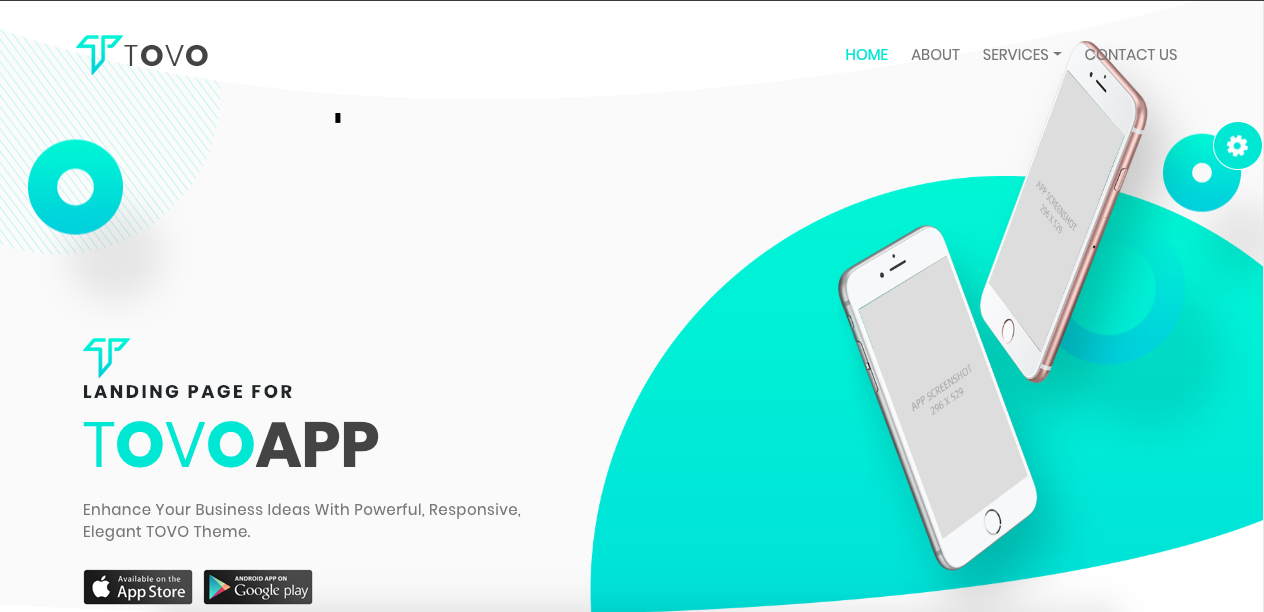 TOVO
HOME ABOUT SERVICES CONTACT US
APP SCREENSHOT
296 X 529
APP SCREENSHOT
296 X 529
LANDING PAGE FOR
TOVOAPP
Enhance Your Business Ideas With Powerful, Responsive,
Elegant TOVO Theme.
Available on the
App Store
ANDROID APP ON
Google play